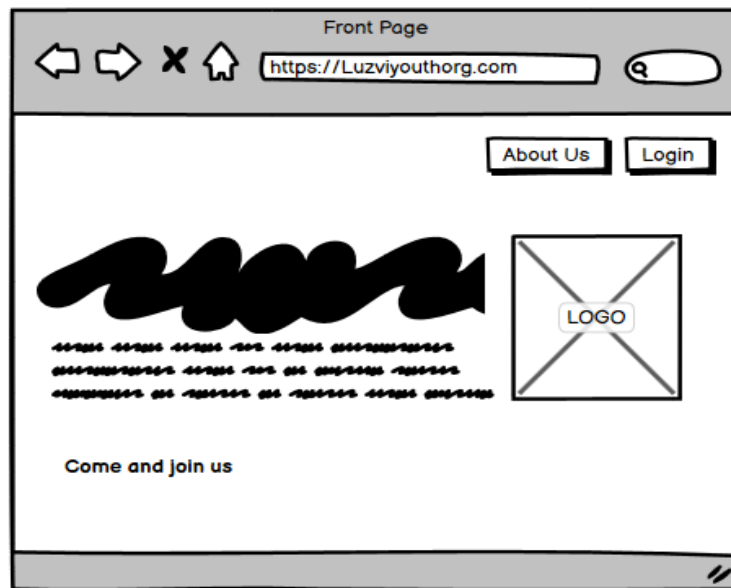 Front Page
https://Luzviyouthorg.com
About Us Login
LOGO
Come and join us